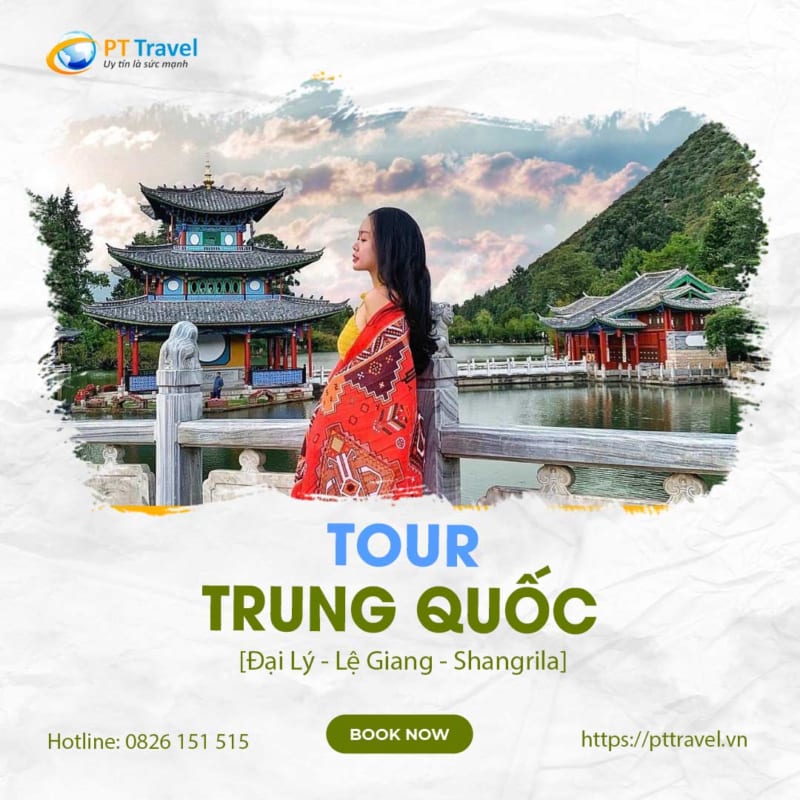 PT Travel
Uy tín là sức mạnh
TOUR
TRUNG QUỐC
[Đại Lý - Lệ Giang - Shangrila]
Hotline: 0826 151 515
BOOK NOW
https://pttravel.vn